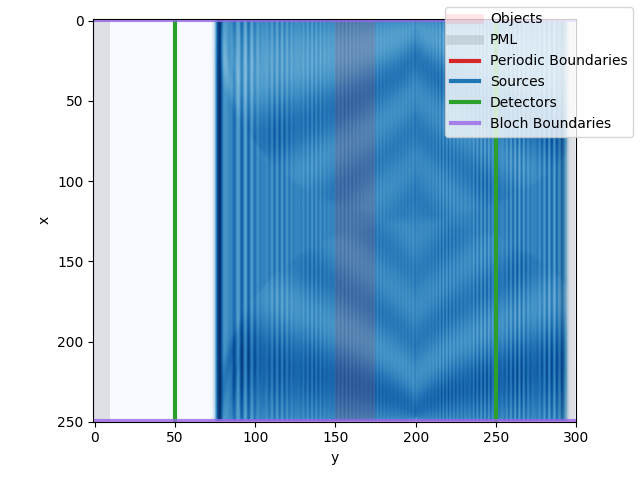 Objects
PML
Periodic Boundaries
Sources
Detectors
Bloch Boundaries
0
50
100
150
200
250
x
0 50 100 150 200 250 300
y